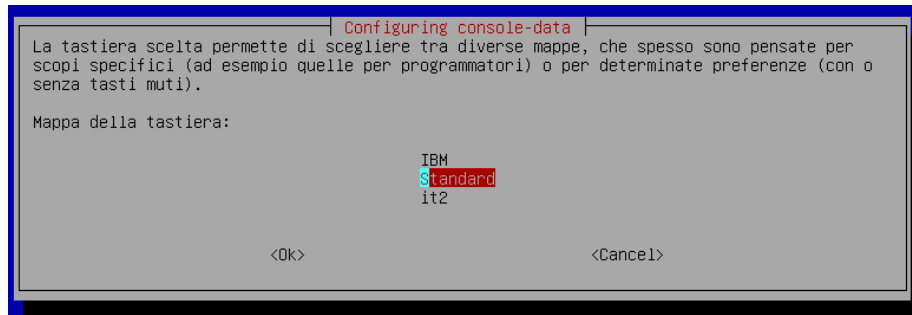 Configuring console-data
La tastiera scelta permette di scegliere tra diverse mappe, che spesso sono pensate per
scopi specifici (ad esempio quelle per programmatori) o per determinate preferenze (con o
senza tasti muti).
Mappa della tastiera:
IBM
Standard
it2
<Ok> <Cancel>